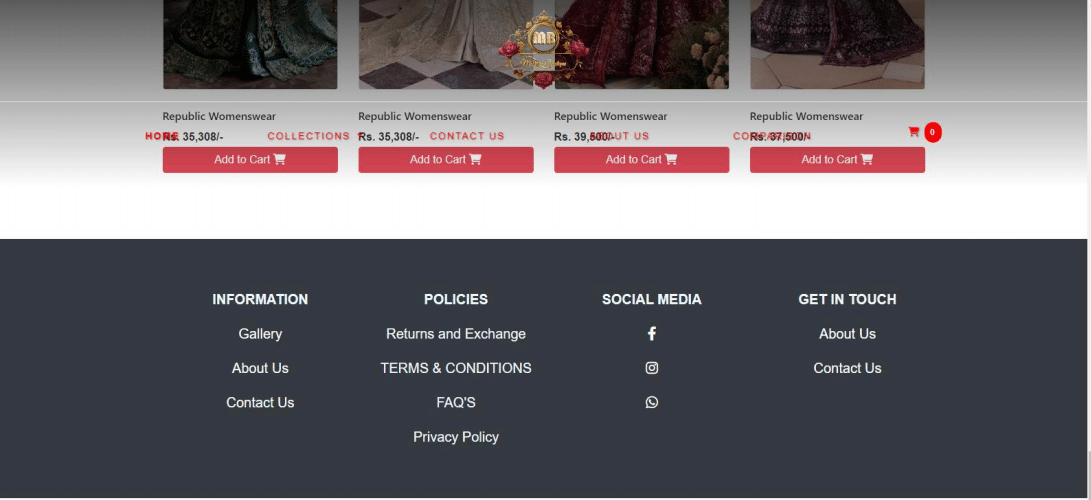 MB
Republic Womenswear
Republic Womenswear
Republic Womenswear
Republic Womenswear
HOME
COLLECTIONS
CONTACT US
ABOUT US
COMPARISON
0
Rs. 35,308/-
Rs. 35,308/-
Rs. 39,500/-
Rs. 37,500/-
Add to Cart
Add to Cart
Add to Cart
Add to Cart
INFORMATION
Gallery
About Us
Contact Us
POLICIES
Returns and Exchange
TERMS & CONDITIONS
FAQ'S
Privacy Policy
SOCIAL MEDIA
GET IN TOUCH
About Us
Contact Us